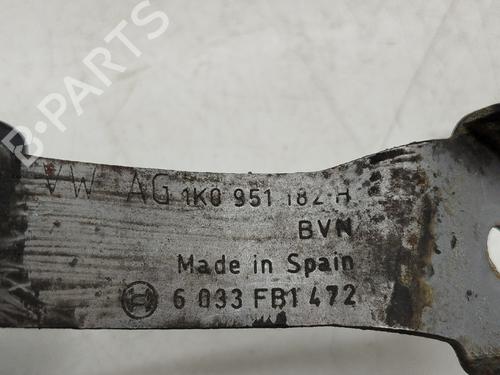 B-PARTS
VW AG 1K0 951 182 H
BVN
Made in Spain
6 033 FB1 472